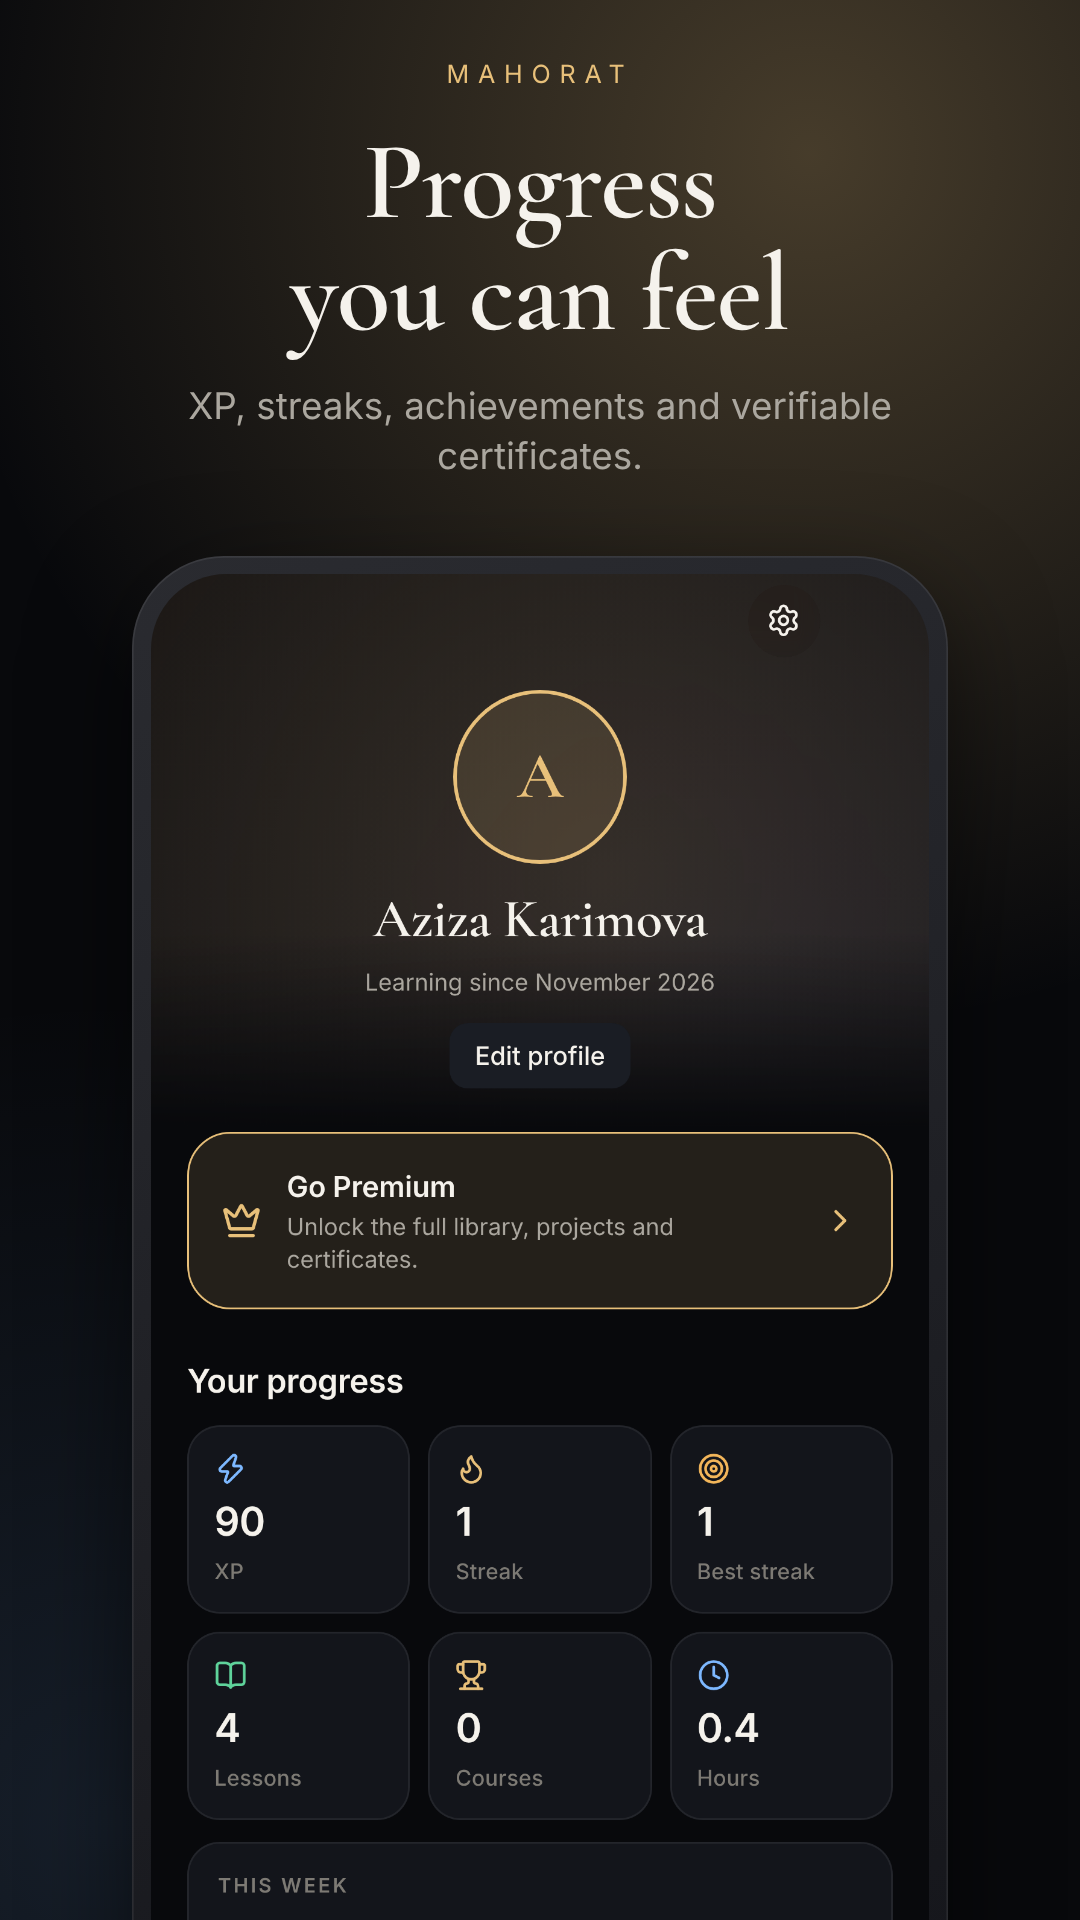 MAHORAT
Progress
you can feel
XP, streaks, achievements and verifiable
certificates.
A
Aziza Karimova
Learning since November 2026
Edit profile
Go Premium
Unlock the full library, projects and
certificates.
Your progress
90
XP
1
Streak
1
Best streak
4
Lessons
0
Courses
0.4
Hours
THIS WEEK